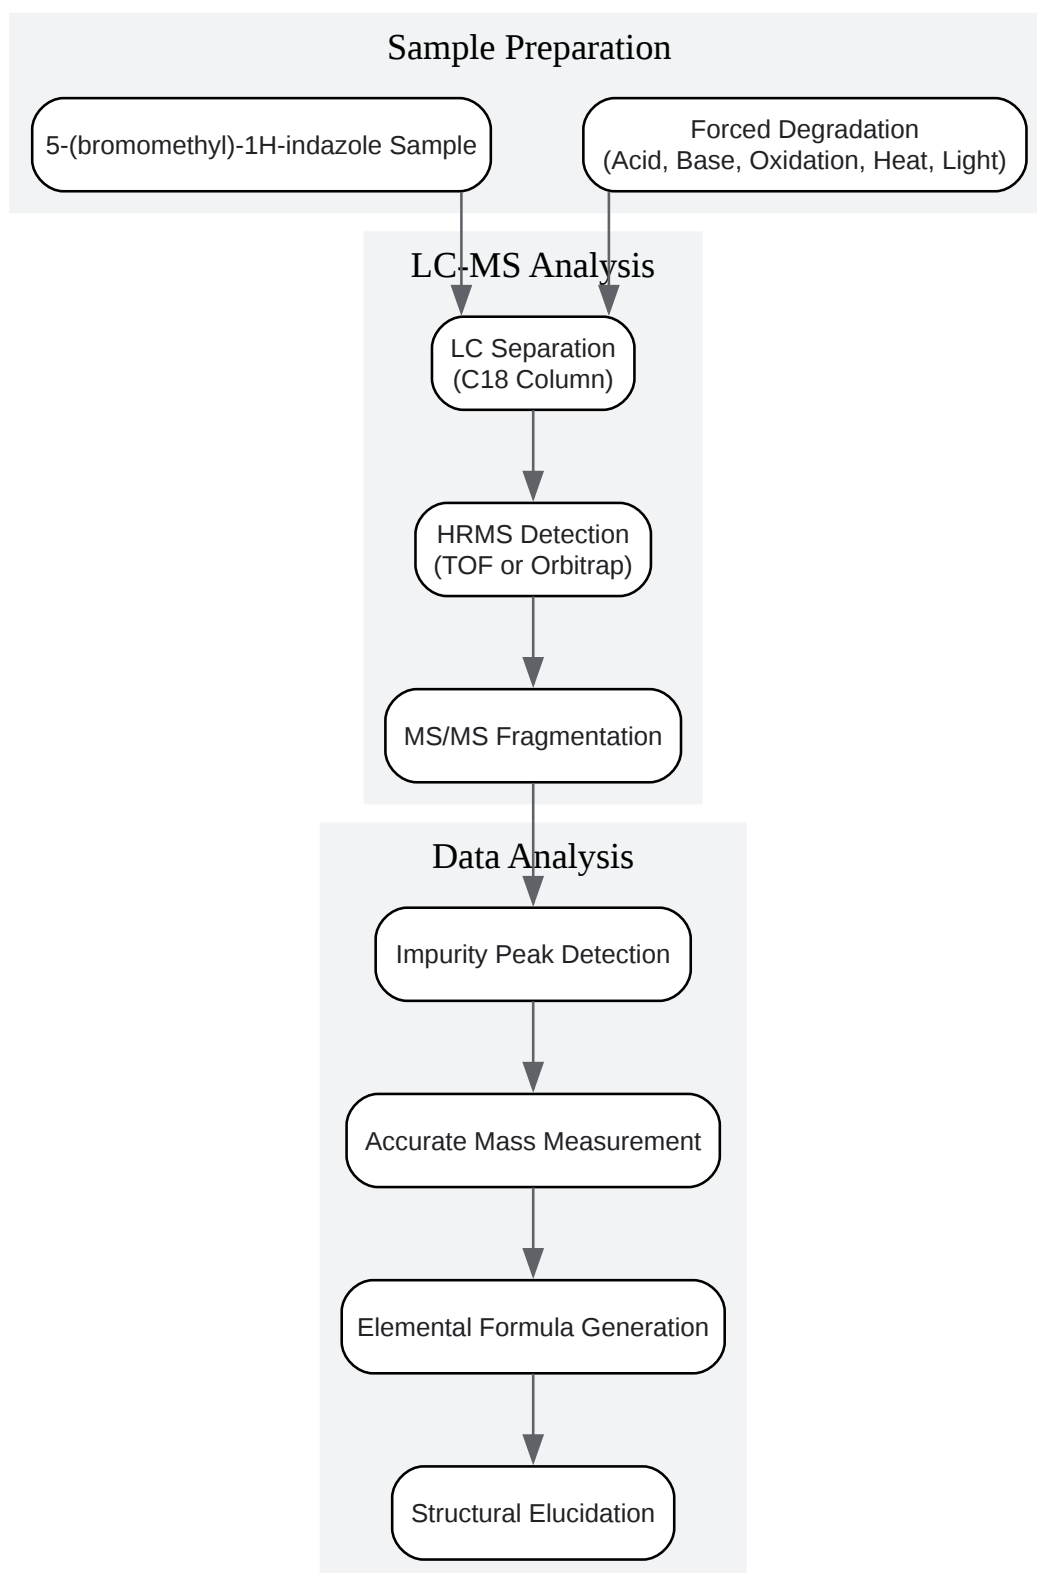 Sample Preparation
5-(bromomethyl)-1H-indazole Sample
Forced Degradation
(Acid, Base, Oxidation, Heat, Light)
LC-MS Analysis
LC Separation
(C18 Column)
HRMS Detection
(TOF or Orbitrap)
MS/MS Fragmentation
Data Analysis
Impurity Peak Detection
Accurate Mass Measurement
Elemental Formula Generation
Structural Elucidation